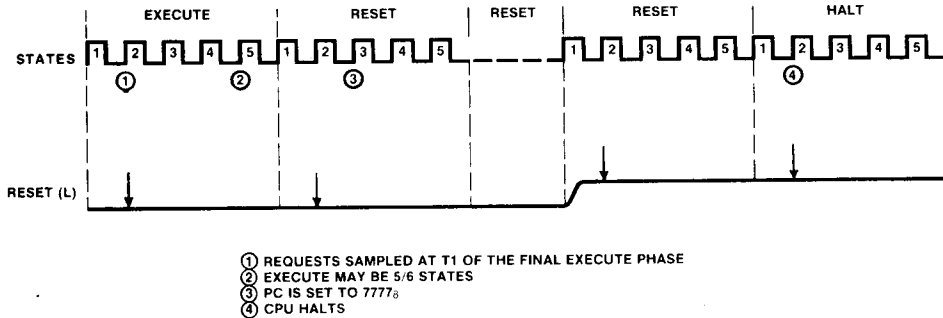 EXECUTE RESET RESET RESET HALT
STATES 1 2 3 4 5 1 2 3 4 5 1 2 3 4 5 1 2 3 4 5
① ② ③ ④
RESET (L)
① REQUESTS SAMPLED AT T1 OF THE FINAL EXECUTE PHASE
② EXECUTE MAY BE 5/6 STATES
③ PC IS SET TO 7777₈
④ CPU HALTS